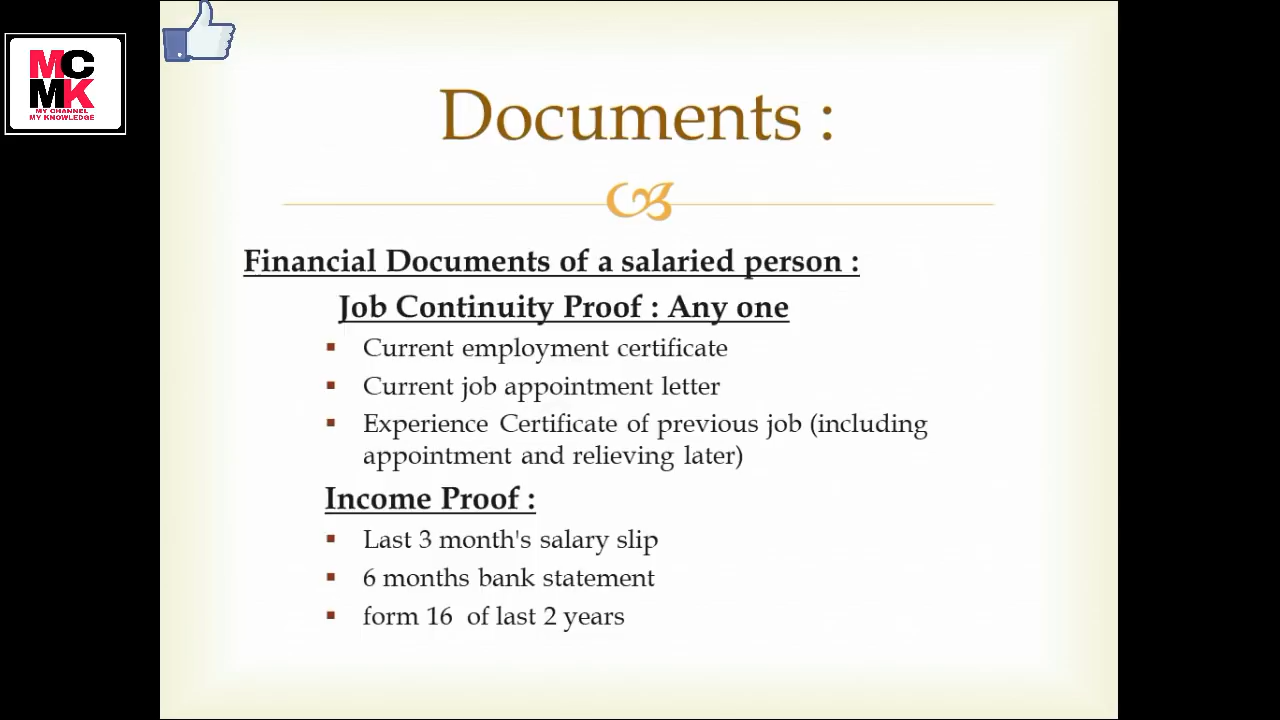 MC
MK
MY CHANNEL
MY KNOWLEDGE
Documents :
Financial Documents of a salaried person :
Job Continuity Proof : Any one
▪ Current employment certificate
▪ Current job appointment letter
▪ Experience Certificate of previous job (including
appointment and relieving later)
Income Proof :
▪ Last 3 month's salary slip
▪ 6 months bank statement
▪ form 16 of last 2 years